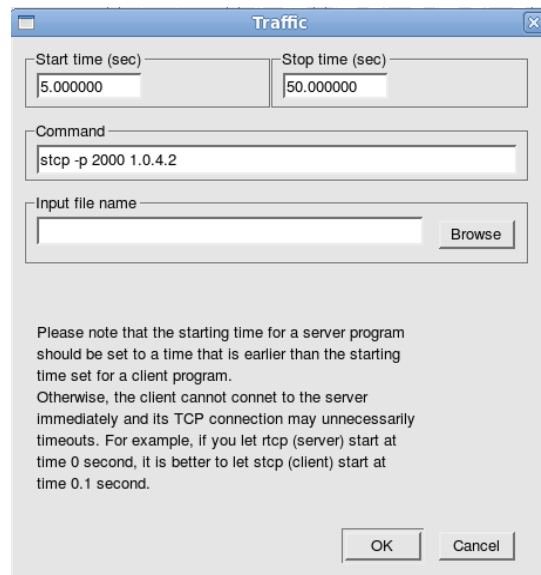 Traffic
Start time (sec)
Stop time (sec)
5.000000
50.000000
Command
stcp -p 2000 1.0.4.2
Input file name
Browse
Please note that the starting time for a server program
should be set to a time that is earlier than the starting
time set for a client program.
Otherwise, the client cannot connet to the server
immediately and its TCP connection may unnecessarily
timeouts. For example, if you let rtcp (server) start at
time 0 second, it is better to let stcp (client) start at
time 0.1 second.
OK
Cancel